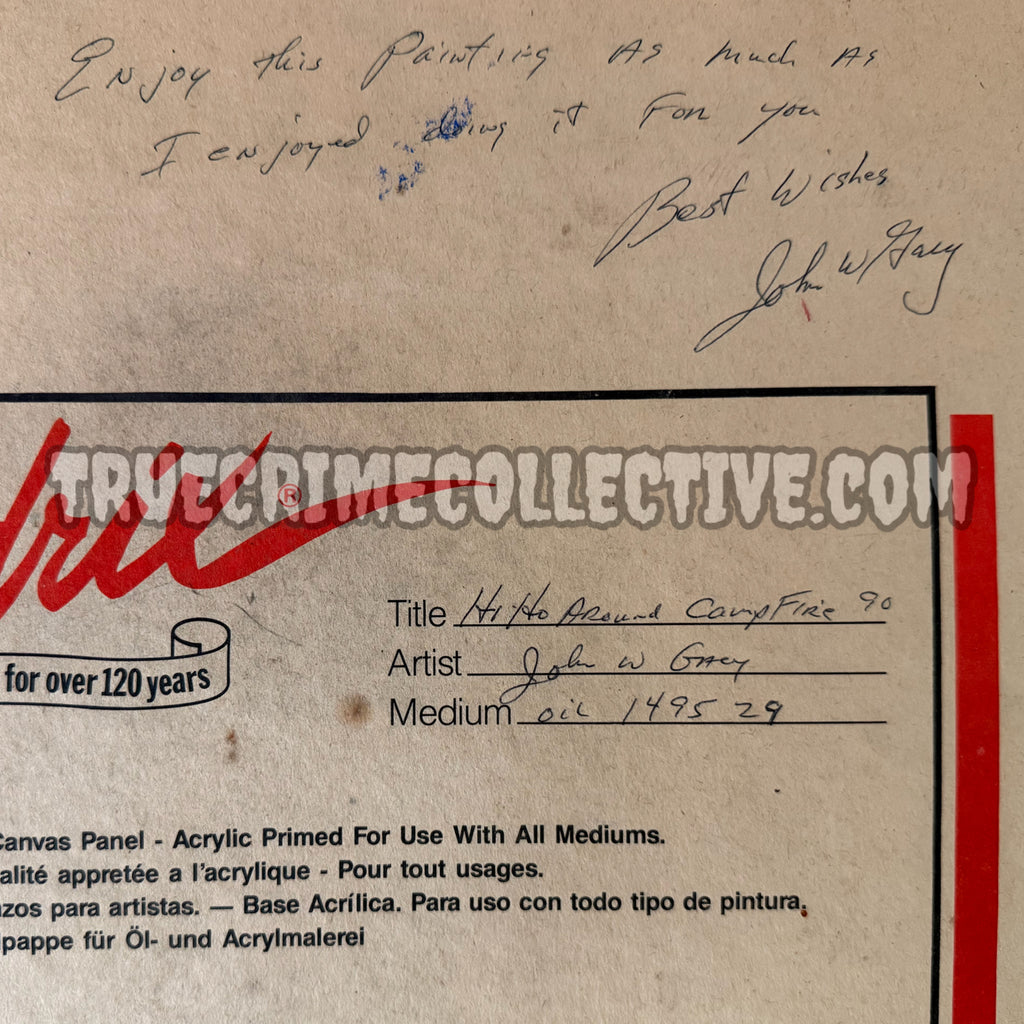 Enjoy this Painting As much As
I enjoyed doing it For you
Best Wishes
John W Gacy
®
TRUECRIMECOLLECTIVE.COM
for over 120 years
Title Hi Ho Around CampFire 90
Artist John W Gacy
Medium oil 1495 29
Canvas Panel - Acrylic Primed For Use With All Mediums.
alité appretée a l'acrylique - Pour tout usages.
zos para artistas. — Base Acrílica. Para uso con todo tipo de pintura.
lpappe für Öl- und Acrylmalerei